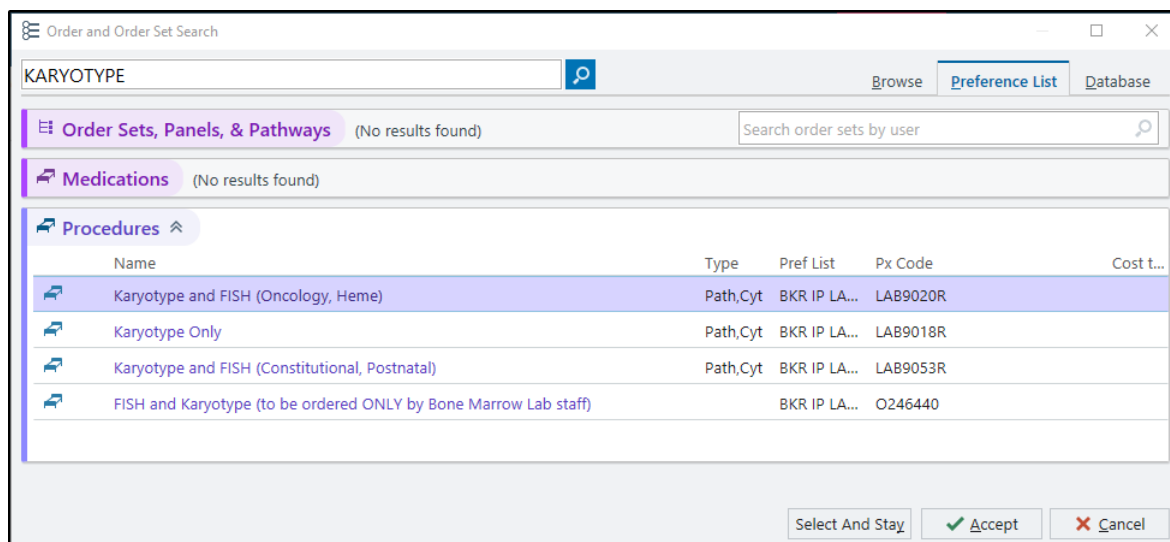 Order and Order Set Search
KARYOTYPE
Browse Preference List Database
Order Sets, Panels, & Pathways (No results found) Search order sets by user
Medications (No results found)
Procedures
Name Type Pref List Px Code Cost t...
Karyotype and FISH (Oncology, Heme) Path,Cyt BKR IP LA... LAB9020R
Karyotype Only Path,Cyt BKR IP LA... LAB9018R
Karyotype and FISH (Constitutional, Postnatal) Path,Cyt BKR IP LA... LAB9053R
FISH and Karyotype (to be ordered ONLY by Bone Marrow Lab staff) BKR IP LA... O246440
Select And Stay Accept Cancel